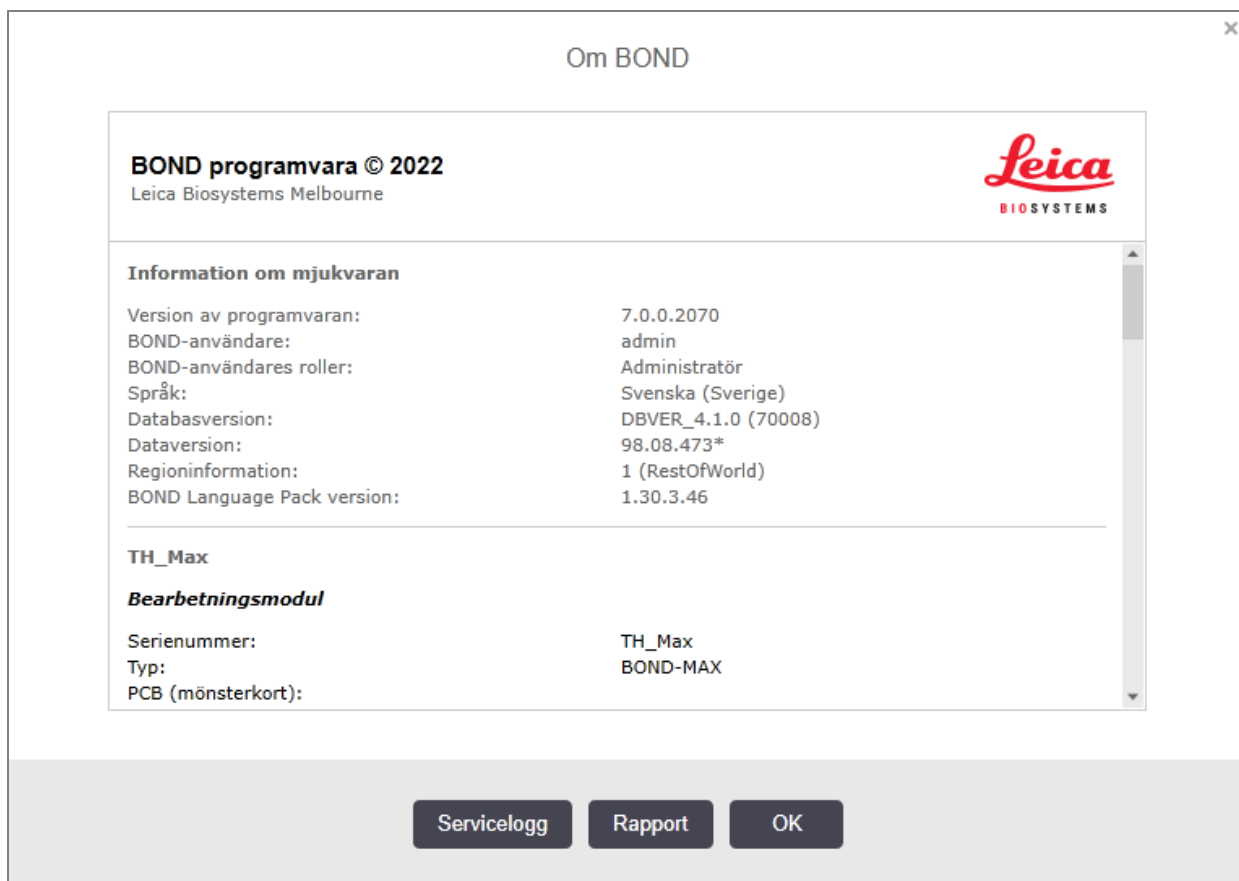 ×
Om BOND
BOND programvara © 2022
Leica Biosystems Melbourne
Leica
BIOSYSTEMS
Information om mjukvaran
Version av programvaran: 7.0.0.2070
BOND-användare: admin
BOND-användares roller: Administratör
Språk: Svenska (Sverige)
Databasversion: DBVER_4.1.0 (70008)
Dataversion: 98.08.473*
Regioninformation: 1 (RestOfWorld)
BOND Language Pack version: 1.30.3.46
TH_Max
Bearbetningsmodul
Serienummer: TH_Max
Typ: BOND-MAX
PCB (mönsterkort):
Servicelogg Rapport OK